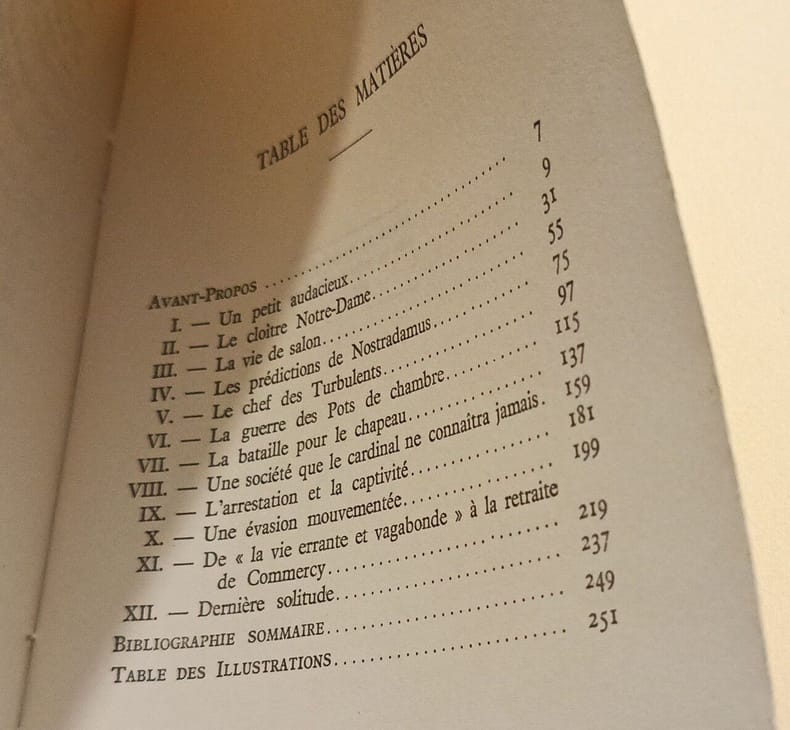 TABLE DES MATIÈRES
AVANT-PROPOS .................... 7
I. — Un petit audacieux.................... 9
II. — Le cloître Notre-Dame.................... 31
III. — La vie de salon.................... 55
IV. — Les prédictions de Nostradamus.................... 75
V. — Le chef des Turbulents.................... 97
VI. — La guerre des Pots de chambre.................... 115
VII. — La bataille pour le chapeau.................... 137
VIII. — Une société que le cardinal ne connaîtra jamais. 159
IX. — L'arrestation et la captivité.................... 181
X. — Une évasion mouvementée.................... 199
XI. — De « la vie errante et vagabonde » à la retraite
de Commercy.................... 219
XII. — Dernière solitude.................... 237
BIBLIOGRAPHIE SOMMAIRE.................... 249
TABLE DES ILLUSTRATIONS.................... 251